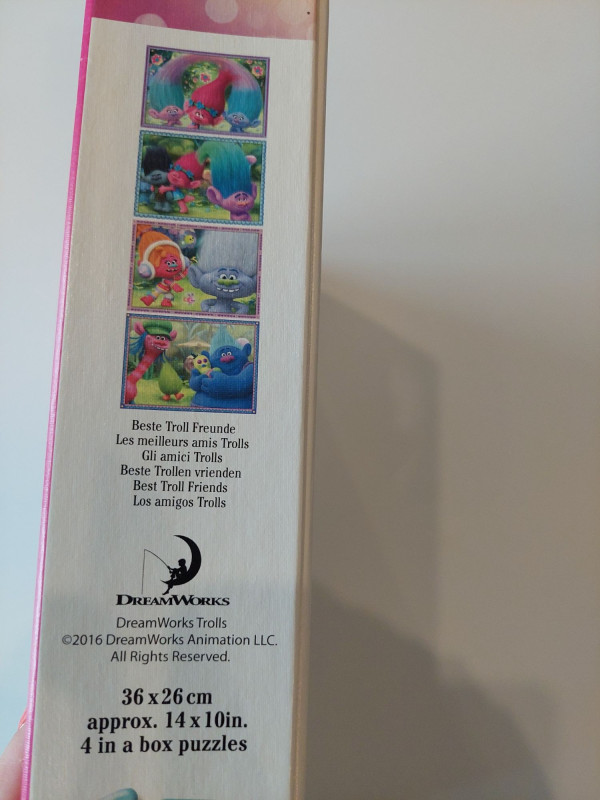 Beste Troll Freunde
Les meilleurs amis Trolls
Gli amici Trolls
Beste Trollen vrienden
Best Troll Friends
Los amigos Trolls
DREAMWORKS
DreamWorks Trolls
©2016 DreamWorks Animation LLC.
All Rights Reserved.
36 x 26 cm
approx. 14 x 10in.
4 in a box puzzles